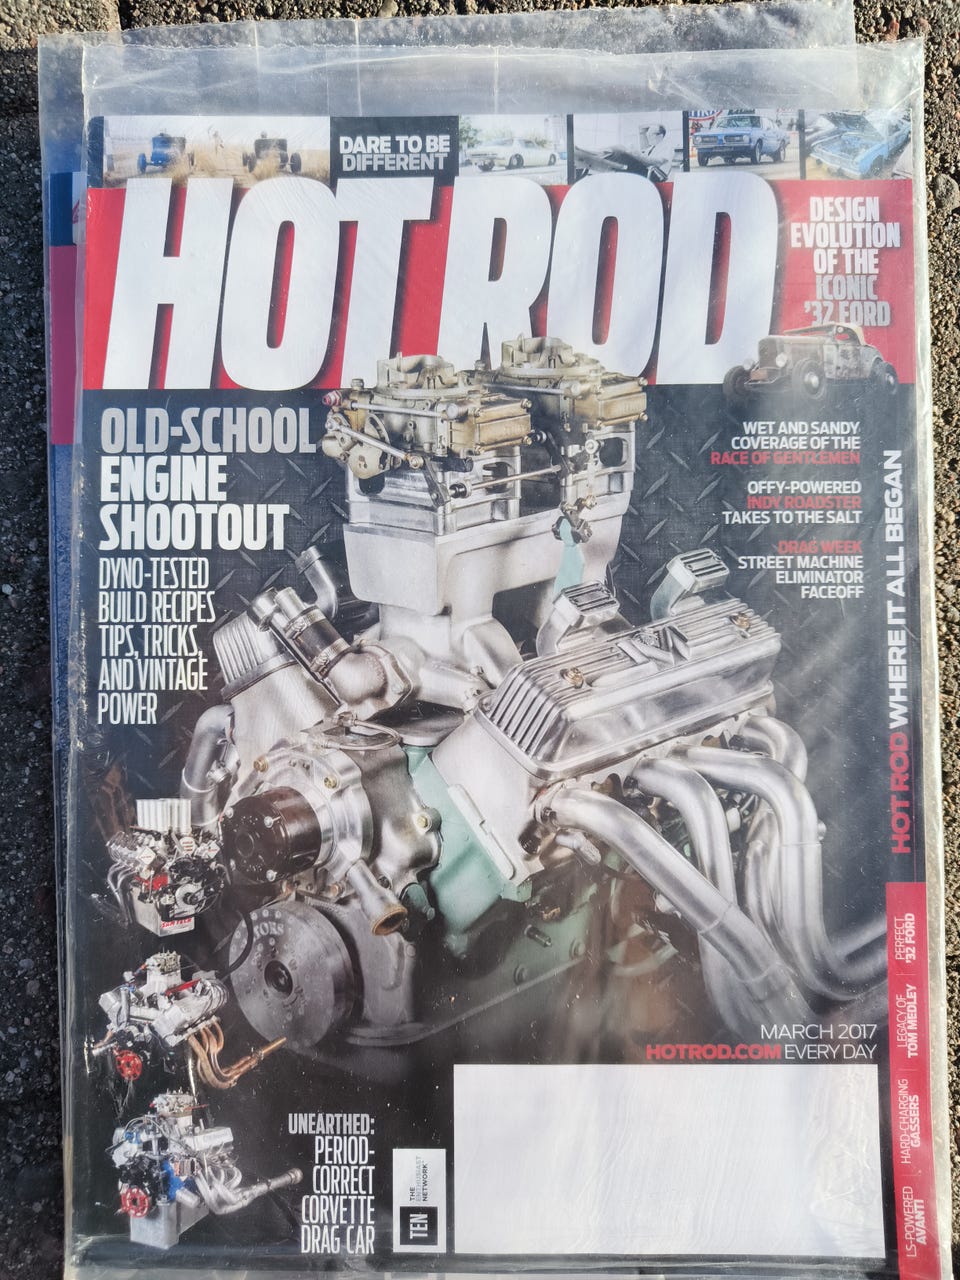 DARE TO BE
DIFFERENT
HOT ROD
DESIGN
EVOLUTION
OF THE
ICONIC
'32 FORD
OLD-SCHOOL
ENGINE
SHOOTOUT
DYNO-TESTED
BUILD RECIPES
TIPS, TRICKS,
AND VINTAGE
POWER
WET AND SANDY
COVERAGE OF THE
RACE OF GENTLEMEN
OFFY-POWERED
INDY ROADSTER
TAKES TO THE SALT
DRAG WEEK
STREET MACHINE
ELIMINATOR
FACEOFF
HOT ROD WHERE IT ALL BEGAN
PERFECT
'32 FORD
LEGACY OF
TOM MEDLEY
HARD-CHARGING
GASSERS
LS-POWERED
AVANTI
MARCH 2017
HOTROD.COM EVERY DAY
UNEARTHED:
PERIOD-
CORRECT
CORVETTE
DRAG CAR
TEN THE
ENTHUSIAST
NETWORK